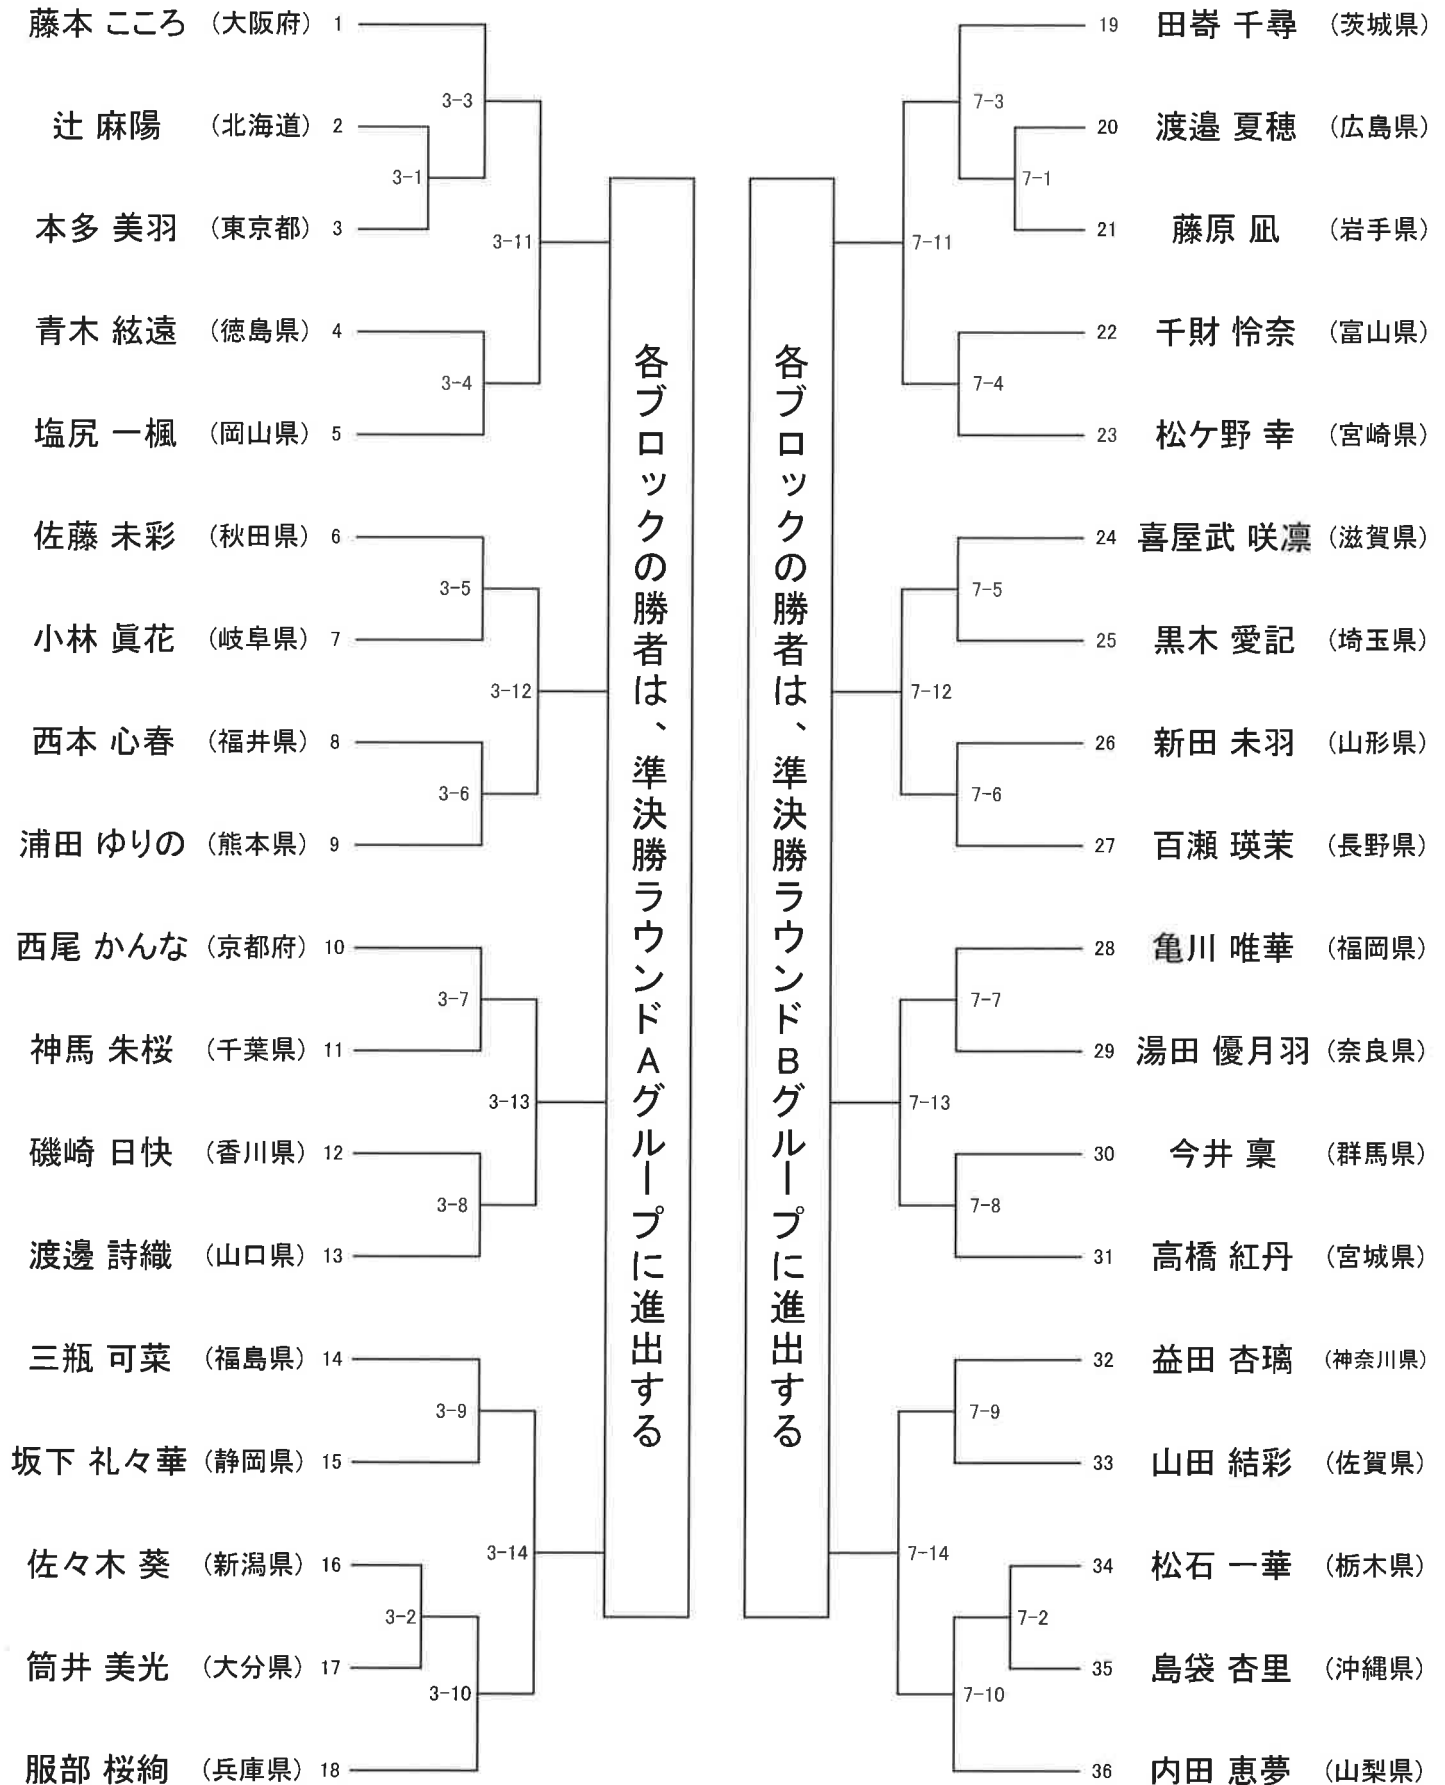 藤本 こころ (大阪府) 1
3-3
辻 麻陽 (北海道) 2
3-1
本多 美羽 (東京都) 3
3-11
青木 絃遠 (徳島県) 4
3-4
塩尻 一楓 (岡山県) 5
佐藤 未彩 (秋田県) 6
3-5
小林 眞花 (岐阜県) 7
3-12
西本 心春 (福井県) 8
3-6
浦田 ゆりの (熊本県) 9
西尾 かんな (京都府) 10
3-7
神馬 朱桜 (千葉県) 11
3-13
磯崎 日快 (香川県) 12
3-8
渡邊 詩織 (山口県) 13
三瓶 可菜 (福島県) 14
3-9
坂下 礼々華 (静岡県) 15
3-14
佐々木 葵 (新潟県) 16
3-2
筒井 美光 (大分県) 17
3-10
服部 桜絢 (兵庫県) 18
各ブロックの勝者は、準決勝ラウンドAグループに進出する
各ブロックの勝者は、準決勝ラウンドBグループに進出する
19 田嵜 千尋 (茨城県)
7-3
20 渡邉 夏穂 (広島県)
7-1
21 藤原 凪 (岩手県)
7-11
22 千財 怜奈 (富山県)
7-4
23 松ケ野 幸 (宮崎県)
24 喜屋武 咲凛 (滋賀県)
7-5
25 黒木 愛記 (埼玉県)
7-12
26 新田 未羽 (山形県)
7-6
27 百瀬 瑛茉 (長野県)
28 亀川 唯華 (福岡県)
7-7
29 湯田 優月羽 (奈良県)
7-13
30 今井 稟 (群馬県)
7-8
31 高橋 紅丹 (宮城県)
32 益田 杏璃 (神奈川県)
7-9
33 山田 結彩 (佐賀県)
7-14
34 松石 一華 (栃木県)
7-2
35 島袋 杏里 (沖縄県)
7-10
36 内田 恵夢 (山梨県)